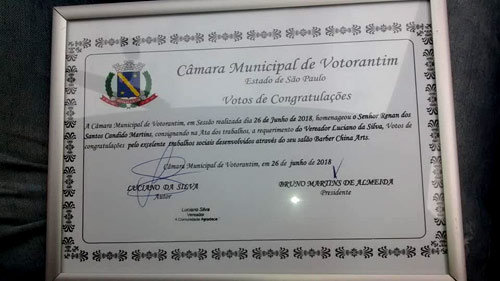 Câmara Municipal de Votorantim
Estado de São Paulo
Votos de Congratulações
A Câmara Municipal de Votorantim, em Sessão realizada dia 26 de Junho de 2018, homenageou o Senhor Renan dos
Santos Candido Martins, consignando na Ata dos trabalhos, a requerimento do Vereador Luciano da Silva, Votos de
congratulações pelo excelente trabalhos sociais desenvolvidos através do seu salão Barber China Arts.
Câmara Municipal de Votorantim, em 26 de junho de 2018
LUCIANO DA SILVA
Autor
BRUNO MARTINS DE ALMEIDA
Presidente
Luciano Silva
Vereador
A Comunidade Agradece